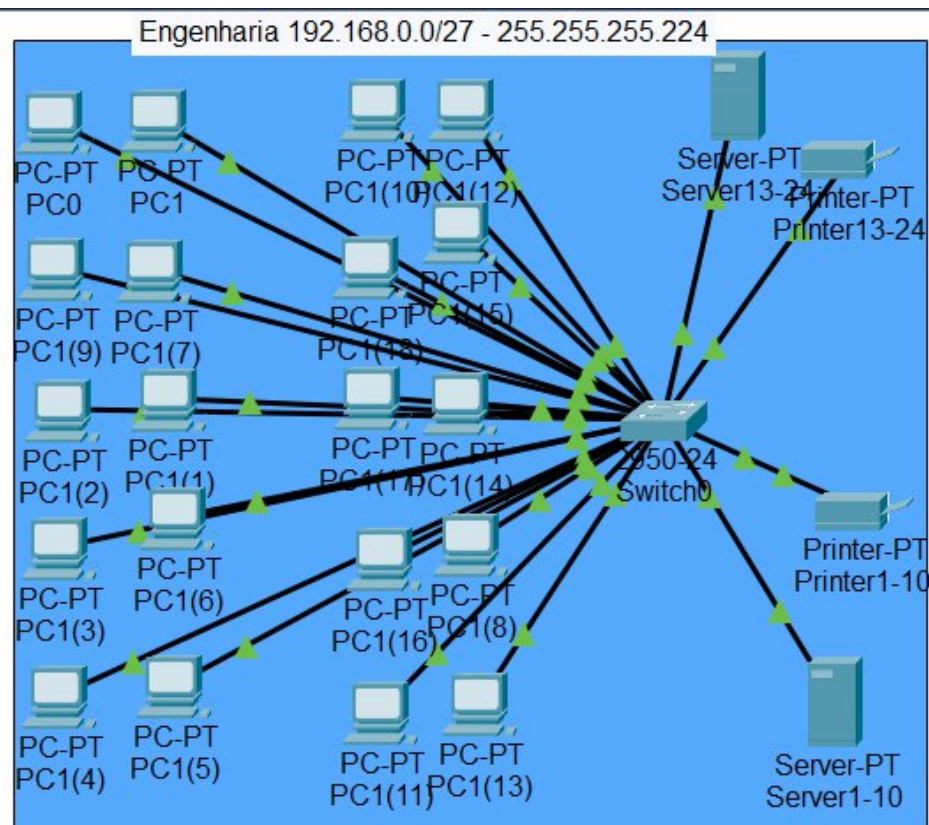 Engenharia 192.168.0.0/27 - 255.255.255.224
PC-PT
PC0
PC-PT
PC1
PC-PT
PC1(10)
PC-PT
PC1(12)
Server-PT
Server13-24
Printer-PT
Printer13-24
PC-PT
PC1(9)
PC-PT
PC1(7)
PC-PT
PC1(18)
PC-PT
PC1(15)
PC-PT
PC1(2)
PC-PT
PC1(1)
PC-PT
PC1(17)
PC-PT
PC1(14)
2950-24
Switch0
PC-PT
PC1(3)
PC-PT
PC1(6)
PC-PT
PC1(16)
PC-PT
PC1(8)
Printer-PT
Printer1-10
PC-PT
PC1(4)
PC-PT
PC1(5)
PC-PT
PC1(11)
PC-PT
PC1(13)
Server-PT
Server1-10